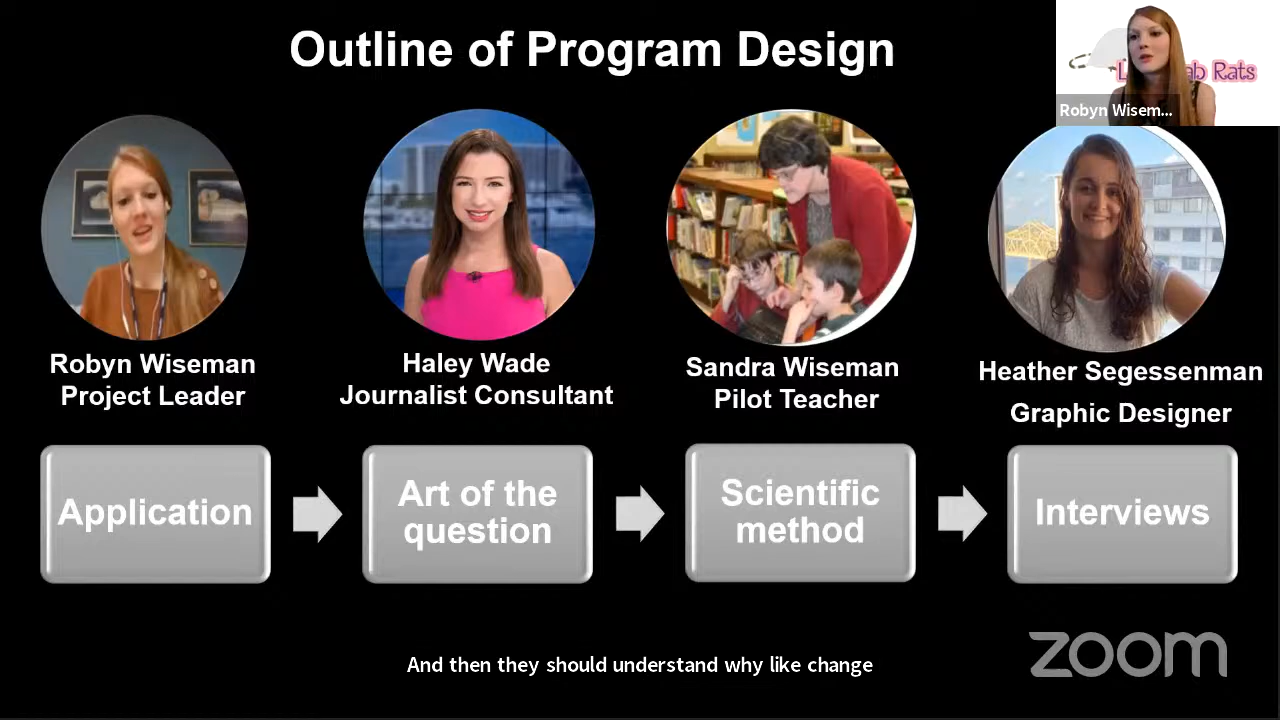 Outline of Program Design
ab Rats
Robyn Wisem...
Robyn Wiseman
Project Leader
Haley Wade
Journalist Consultant
Sandra Wiseman
Pilot Teacher
Heather Segessenman
Graphic Designer
Application
Art of the
question
Scientific
method
Interviews
And then they should understand why like change
zoom